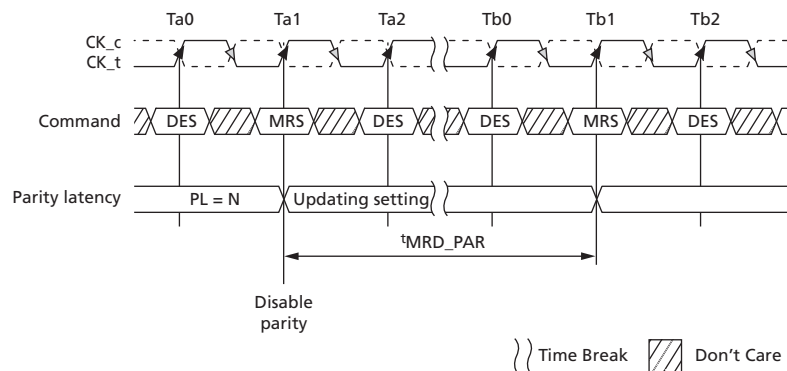 Ta0 Ta1 Ta2 Tb0 Tb1 Tb2
CK_c
CK_t
Command DES MRS DES DES MRS DES
Parity latency PL = N Updating setting
tMRD_PAR
Disable
parity
Time Break Don't Care